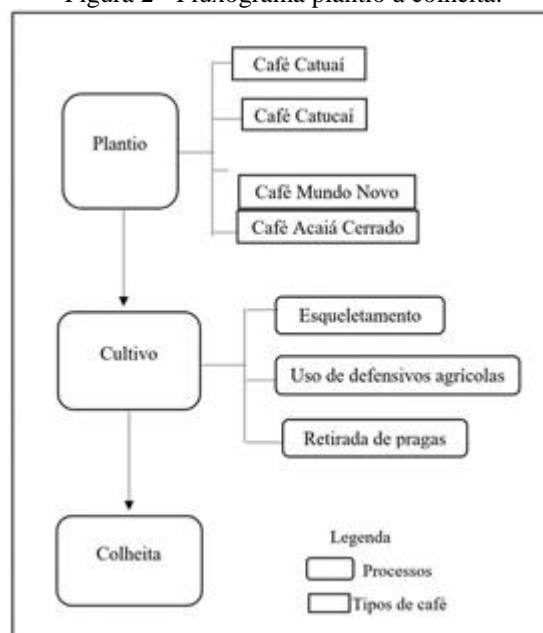 Figura 2 - Fluxograma plantio à colheita.
Café Catuaí
Café Catucaí
Plantio
Café Mundo Novo
Café Acaiá Cerrado
Esqueletamento
Cultivo
Uso de defensivos agrícolas
Retirada de pragas
Colheita
Legenda
Processos
Tipos de café